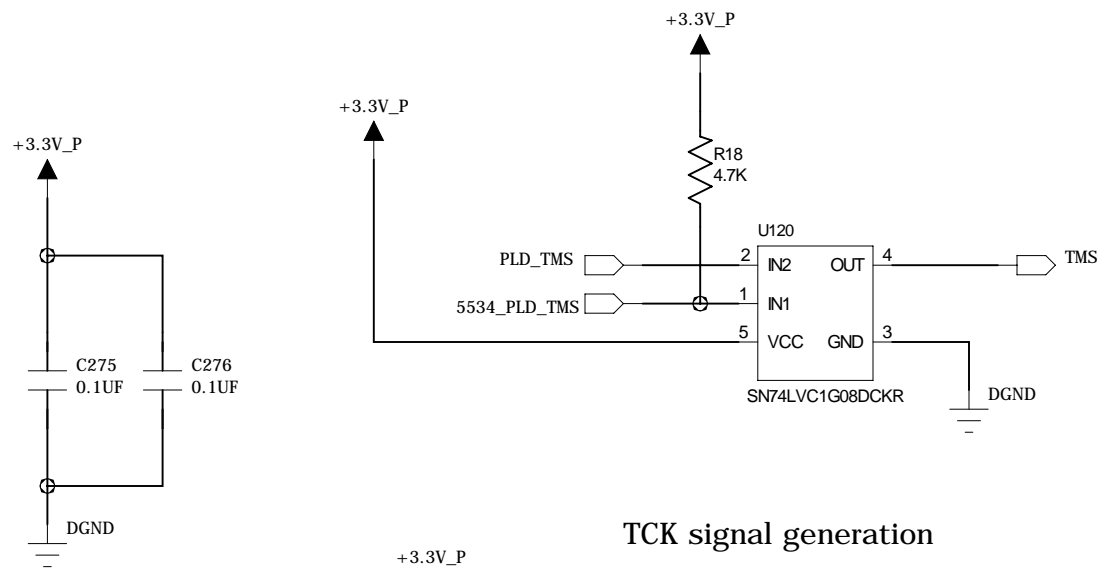 +3.3V_P
+3.3V_P
+3.3V_P
R18
4.7K
U120
PLD_TMS
2
IN2
OUT
4
TMS
5534_PLD_TMS
1
IN1
5
VCC
GND
3
SN74LVC1G08DCKR
DGND
C275
0.1UF
C276
0.1UF
DGND
TCK signal generation
+3.3V_P